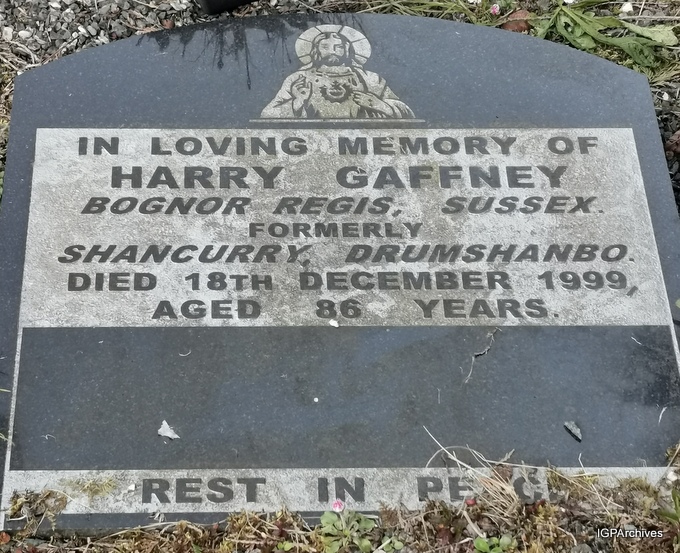 IN LOVING MEMORY OF
HARRY GAFFNEY
BOGNOR REGIS, SUSSEX.
FORMERLY
SHANCURRY, DRUMSHANBO.
DIED 18TH DECEMBER 1999,
AGED 86 YEARS.
REST IN PEACE
IGPArchives